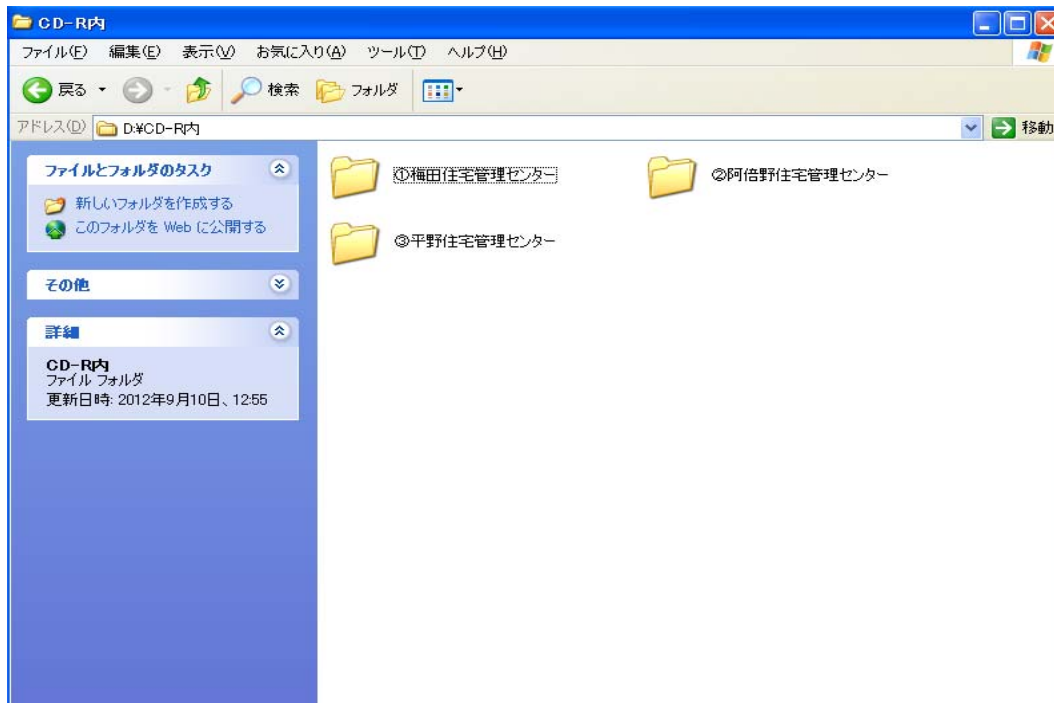 CD-R内
ファイル(F) 編集(E) 表示(V) お気に入り(A) ツール(T) ヘルプ(H)
戻る 検索 フォルダ
アドレス(D) D:¥CD-R内 移動
ファイルとフォルダのタスク
新しいフォルダを作成する
このフォルダを Web に公開する
その他
詳細
CD-R内
ファイル フォルダ
更新日時: 2012年9月10日、12:55
①梅田住宅管理センター ②阿倍野住宅管理センター
③平野住宅管理センター